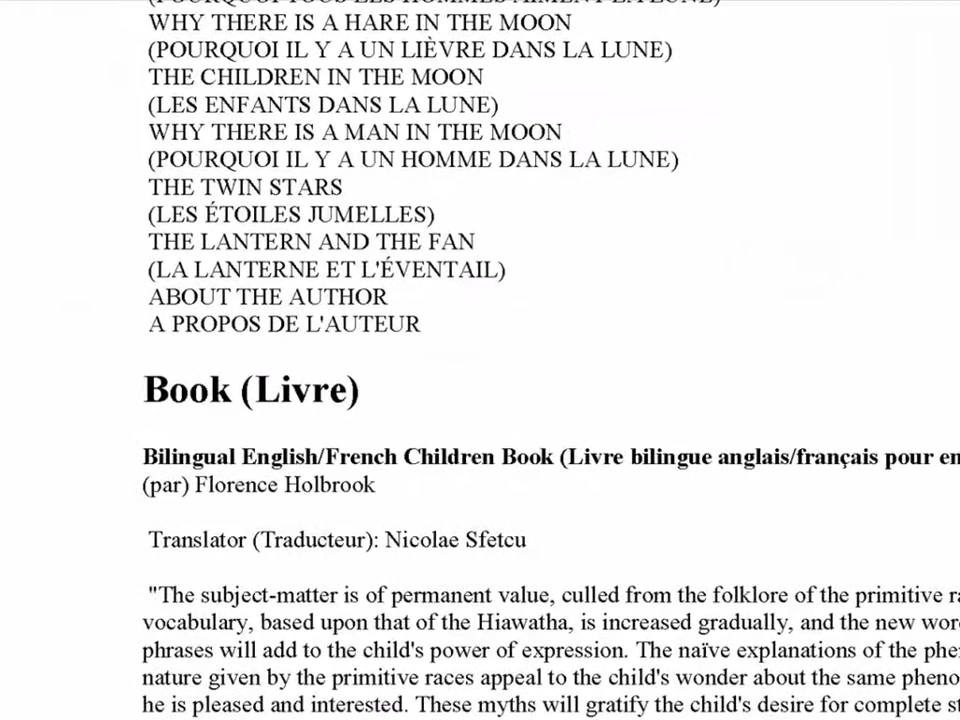 (POURQUOI TOUS LES HOMMES AIMENT LA LUNE)
WHY THERE IS A HARE IN THE MOON
(POURQUOI IL Y A UN LIÈVRE DANS LA LUNE)
THE CHILDREN IN THE MOON
(LES ENFANTS DANS LA LUNE)
WHY THERE IS A MAN IN THE MOON
(POURQUOI IL Y A UN HOMME DANS LA LUNE)
THE TWIN STARS
(LES ÉTOILES JUMELLES)
THE LANTERN AND THE FAN
(LA LANTERNE ET L'ÉVENTAIL)
ABOUT THE AUTHOR
A PROPOS DE L'AUTEUR
Book (Livre)
Bilingual English/French Children Book (Livre bilingue anglais/français pour
(par) Florence Holbrook
Translator (Traducteur): Nicolae Sfetcu
"The subject-matter is of permanent value, culled from the folklore of the primitive
vocabulary, based upon that of the Hiawatha, is increased gradually, and the new
phrases will add to the child's power of expression. The naïve explanations of the
nature given by the primitive races appeal to the child's wonder about the same
he is pleased and interested. These myths will gratify the child's desire for complete